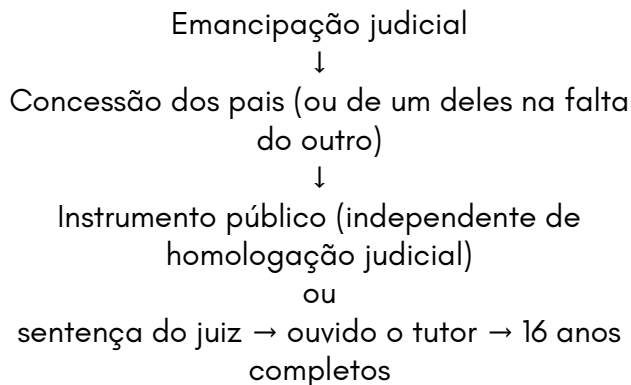 Emancipação judicial
↓
Concessão dos pais (ou de um deles na falta
do outro)
↓
Instrumento público (independente de
homologação judicial)
ou
sentença do juiz → ouvido o tutor → 16 anos
completos